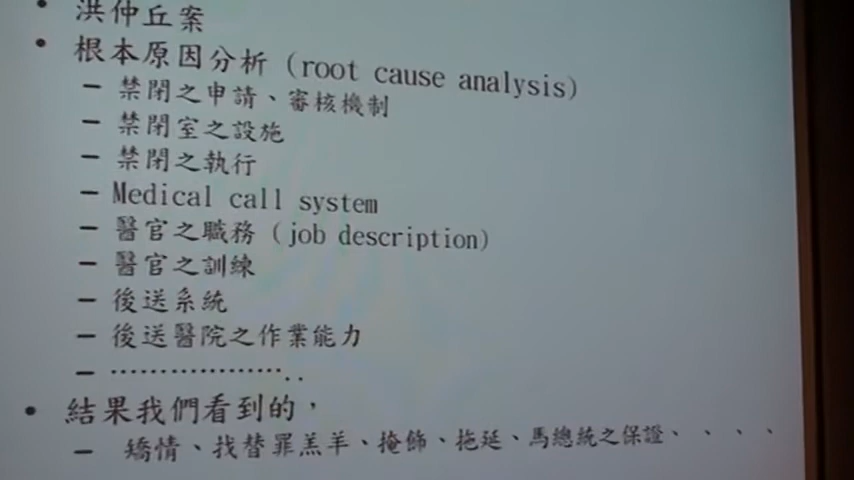 • 洪仲丘案
• 根本原因分析（root cause analysis）
– 禁閉之申請、審核機制
– 禁閉室之設施
– 禁閉之執行
– Medical call system
– 醫官之職務（job description）
– 醫官之訓練
– 後送系統
– 後送醫院之作業能力
– ………………..
• 結果我們看到的，
– 矯情、找替罪羔羊、掩飾、拖延、馬總統之保證、、、、